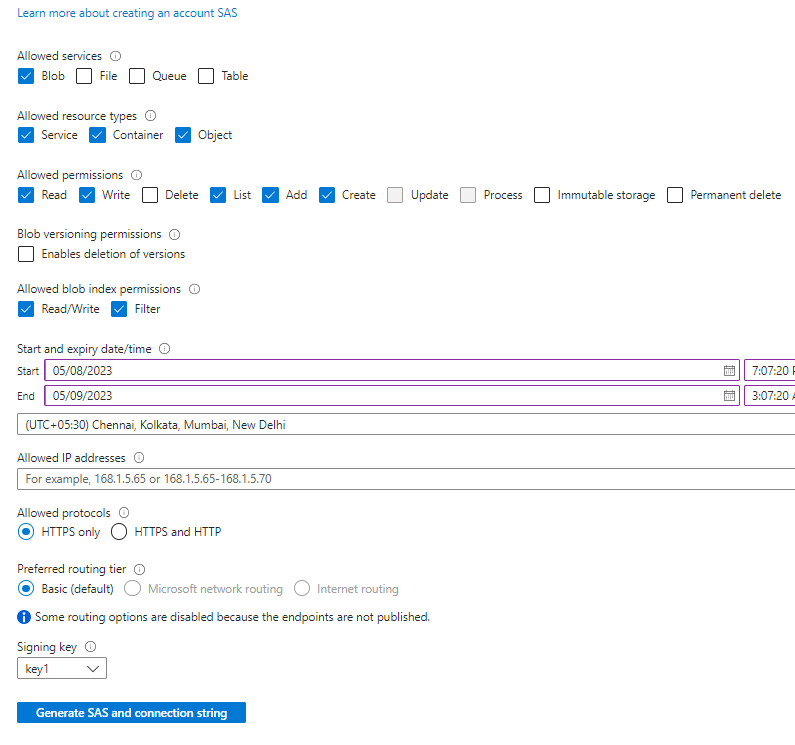 Learn more about creating an account SAS
Allowed services
Blob File Queue Table
Allowed resource types
Service Container Object
Allowed permissions
Read Write Delete List Add Create Update Process Immutable storage Permanent delete
Blob versioning permissions
Enables deletion of versions
Allowed blob index permissions
Read/Write Filter
Start and expiry date/time
Start 05/08/2023 7:07:20
End 05/09/2023 3:07:20
(UTC+05:30) Chennai, Kolkata, Mumbai, New Delhi
Allowed IP addresses
For example, 168.1.5.65 or 168.1.5.65-168.1.5.70
Allowed protocols
HTTPS only HTTPS and HTTP
Preferred routing tier
Basic (default) Microsoft network routing Internet routing
Some routing options are disabled because the endpoints are not published.
Signing key
key1
Generate SAS and connection string